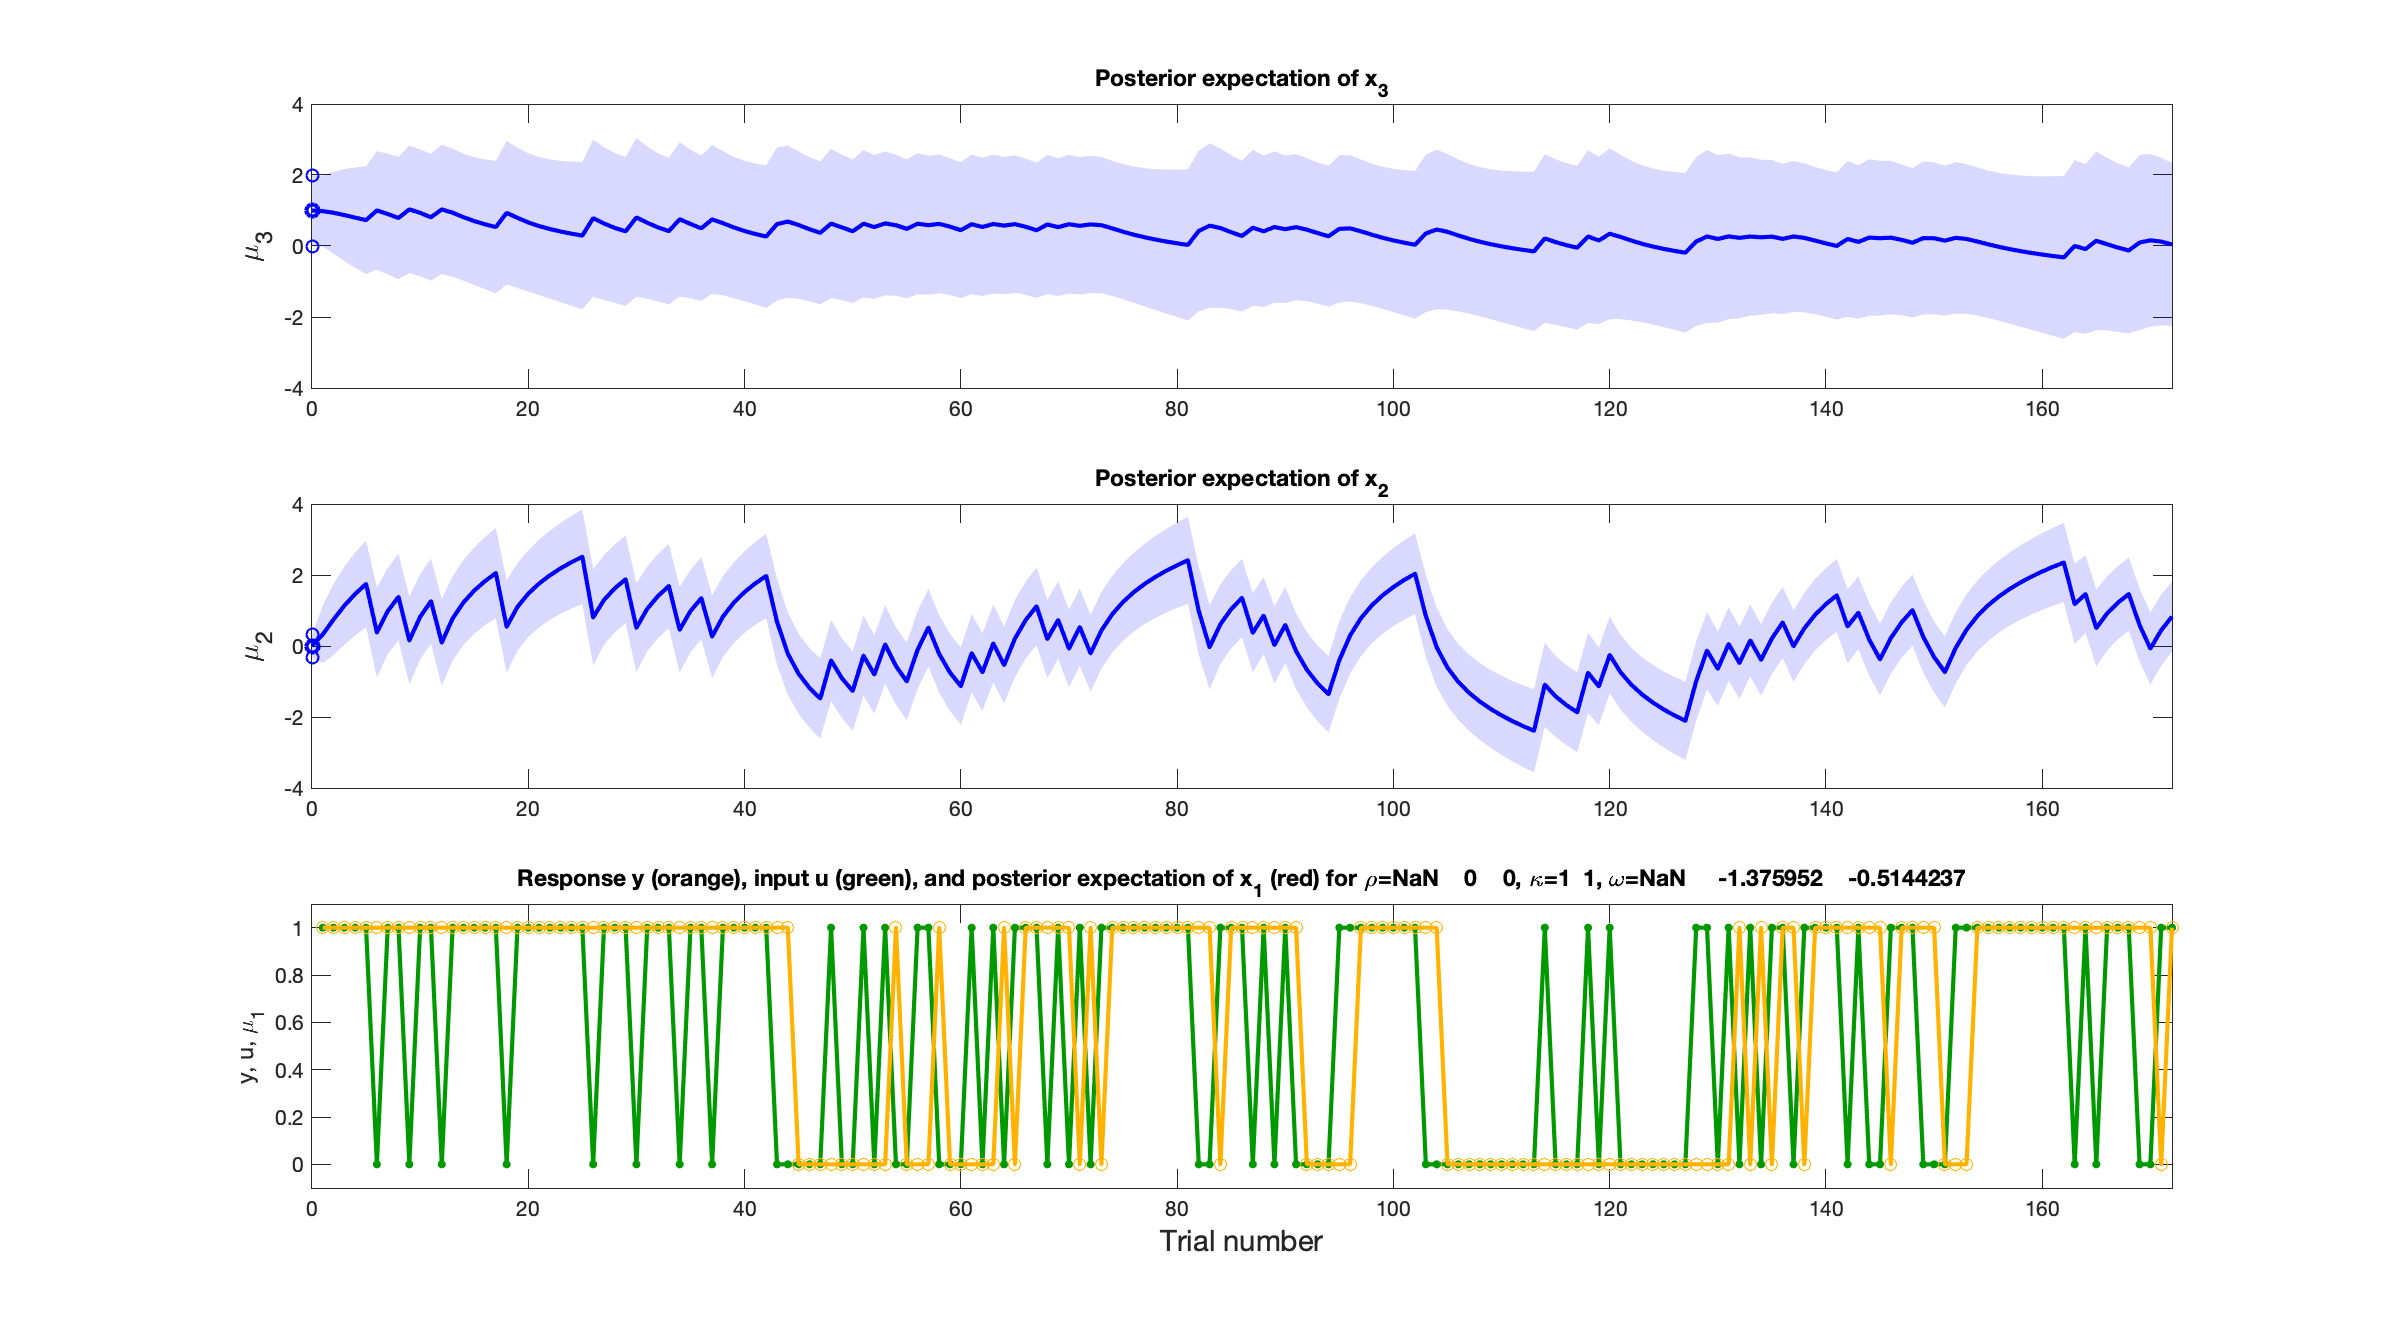 Posterior expectation of x3
4
2
0
-2
-4
μ3
0 20 40 60 80 100 120 140 160
Posterior expectation of x2
4
2
0
-2
-4
μ2
0 20 40 60 80 100 120 140 160
Response y (orange), input u (green), and posterior expectation of x1 (red) for ρ=NaN 0 0, κ=1 1, ω=NaN -1.375952 -0.5144237
1
0.8
0.6
0.4
0.2
0
y, u, μ1
0 20 40 60 80 100 120 140 160
Trial number